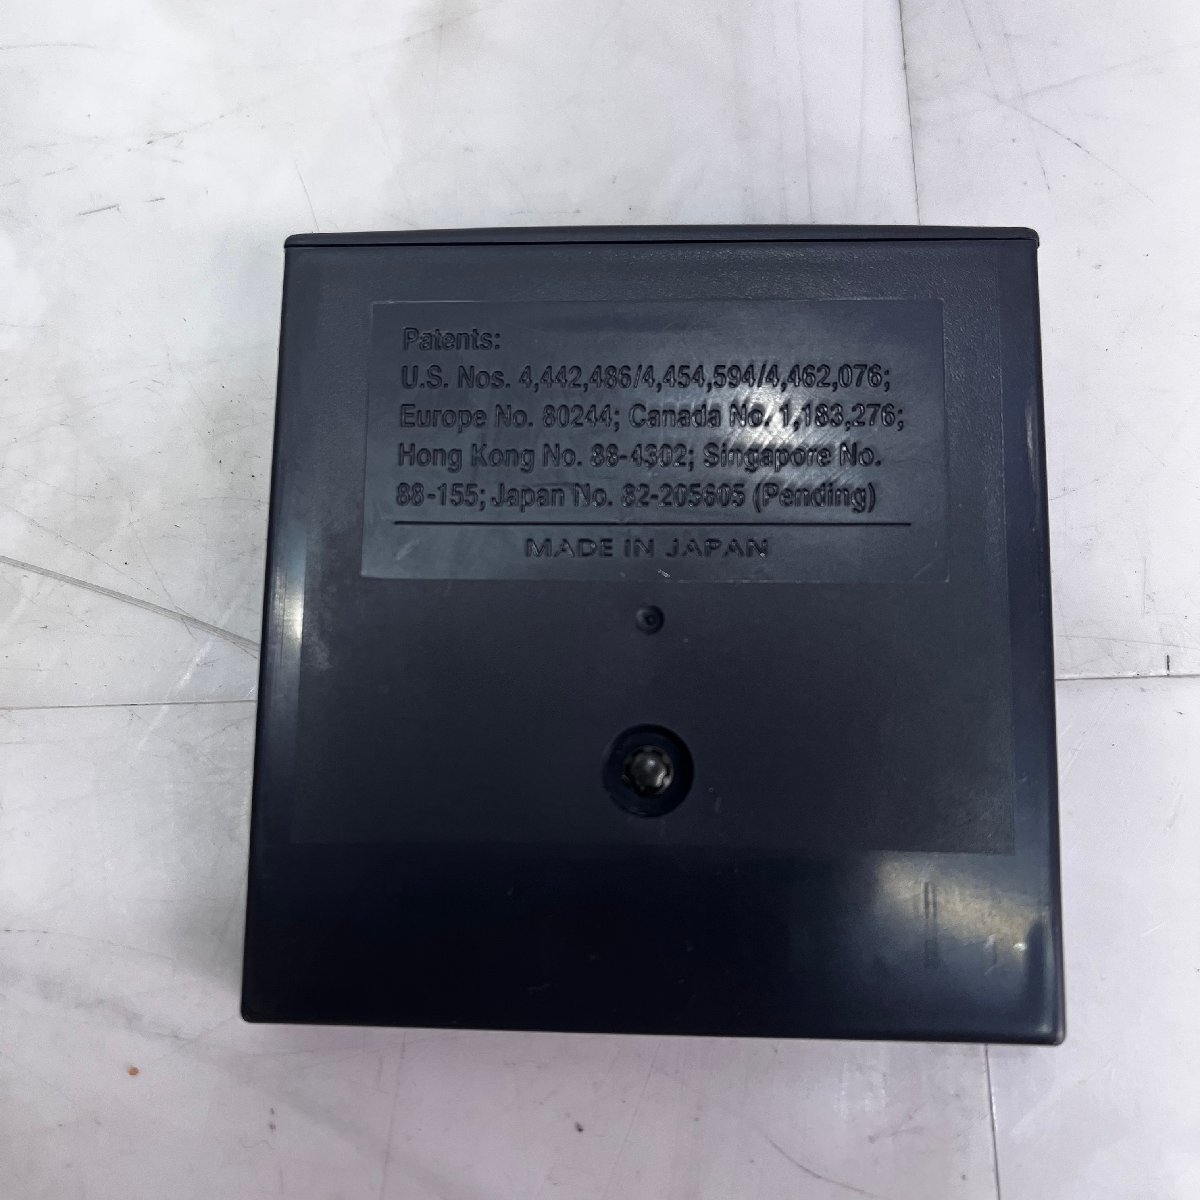 Patents:
U.S. Nos. 4,442,486/4,454,594/4,462,076;
Europe No. 80244; Canada No. 1,183,276;
Hong Kong No. 88-4302; Singapore No.
88-155; Japan No. 82-205605 (Pending)
MADE IN JAPAN